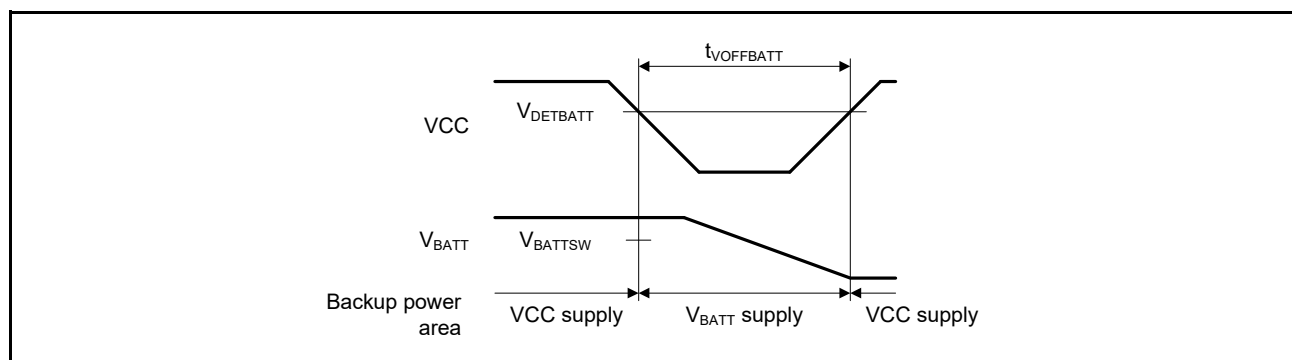 tVOFFBATT
VDETBATT
VCC
VBATT
VBATTSW
Backup power
area
VCC supply
VBATT supply
VCC supply